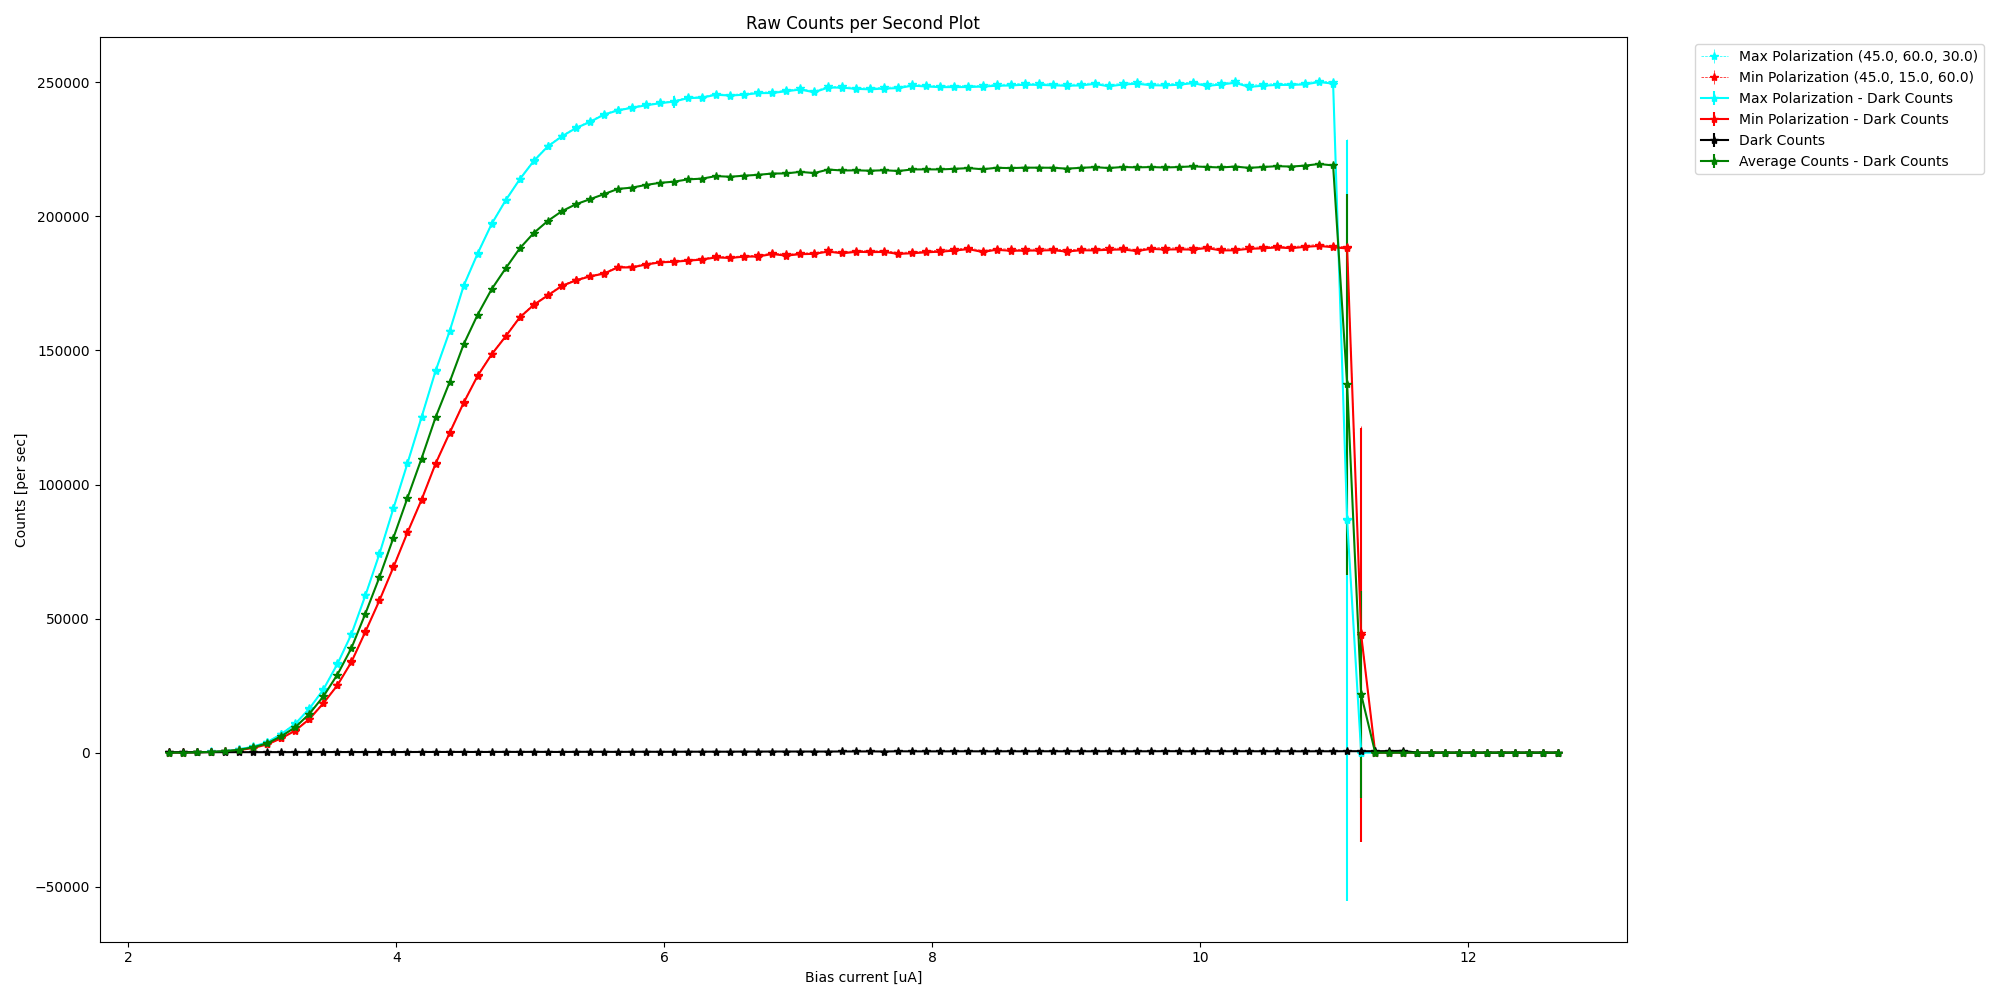 Raw Counts per Second Plot
Max Polarization (45.0, 60.0, 30.0)
Min Polarization (45.0, 15.0, 60.0)
Max Polarization - Dark Counts
Min Polarization - Dark Counts
Dark Counts
Average Counts - Dark Counts
Counts [per sec]
250000
200000
150000
100000
50000
0
−50000
2
4
6
8
10
12
Bias current [uA]